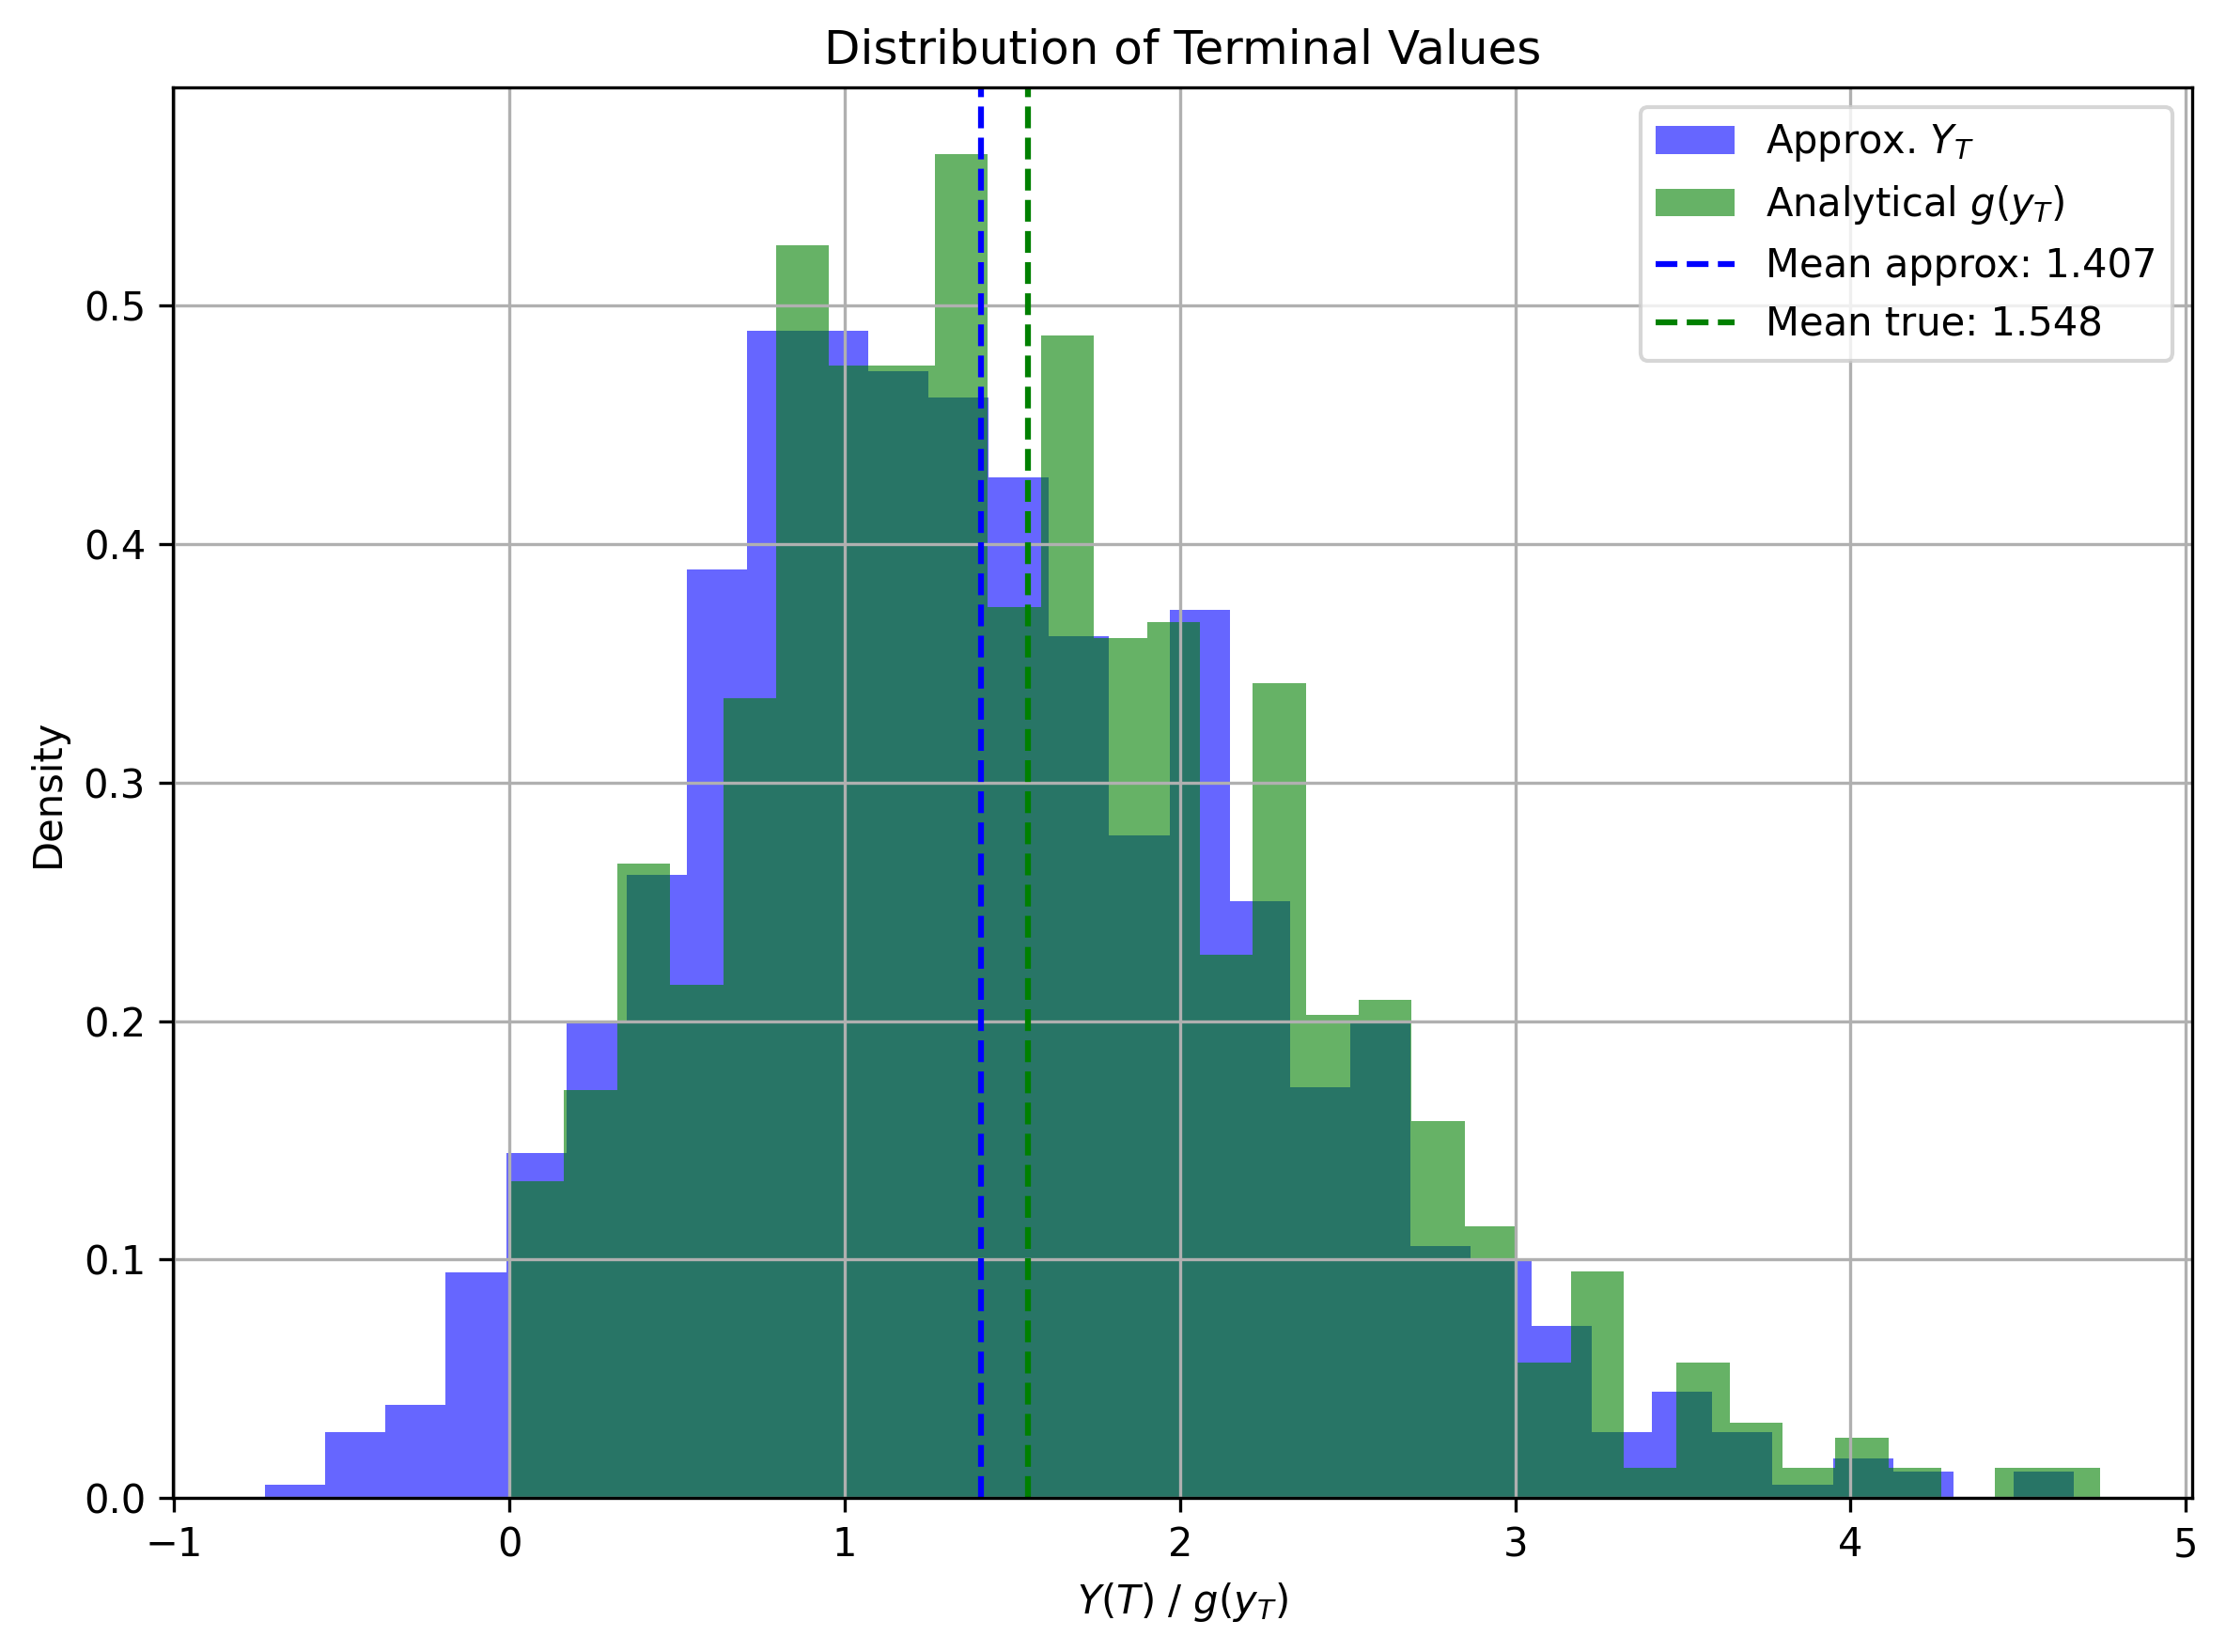 Distribution of Terminal Values
Approx. $Y_T$
Analytical $g(y_T)$
Mean approx: 1.407
Mean true: 1.548
Density
0.5
0.4
0.3
0.2
0.1
0.0
−1 0 1 2 3 4 5
$Y(T)$ / $g(y_T)$